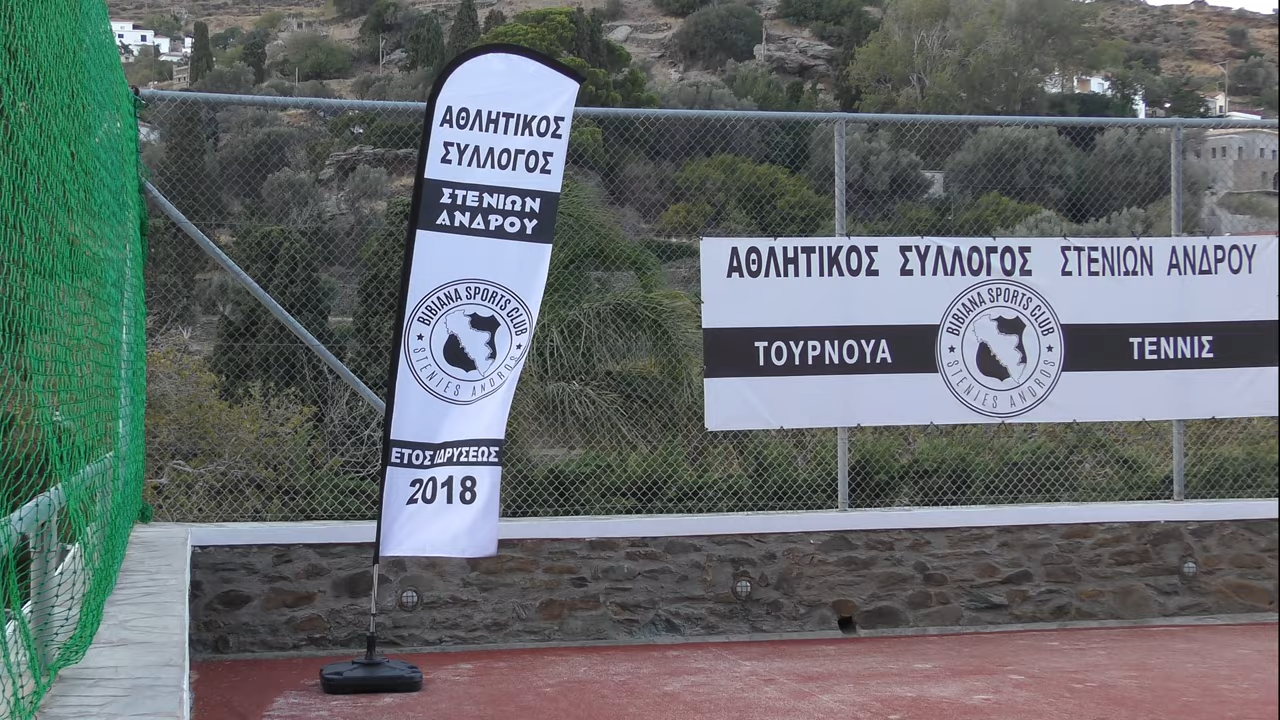 ΑΘΛΗΤΙΚΟΣ
ΣΥΛΛΟΓΟΣ
ΣΤΕΝΙΩΝ
ΑΝΔΡΟΥ
BIBIANA SPORTS CLUB
STENIES ANDROS
ΕΤΟΣ ΙΔΡΥΣΕΩΣ
2018
ΑΘΛΗΤΙΚΟΣ ΣΥΛΛΟΓΟΣ ΣΤΕΝΙΩΝ ΑΝΔΡΟΥ
ΤΟΥΡΝΟΥΑ
BIBIANA SPORTS CLUB
STENIES ANDROS
ΤΕΝΝΙΣ